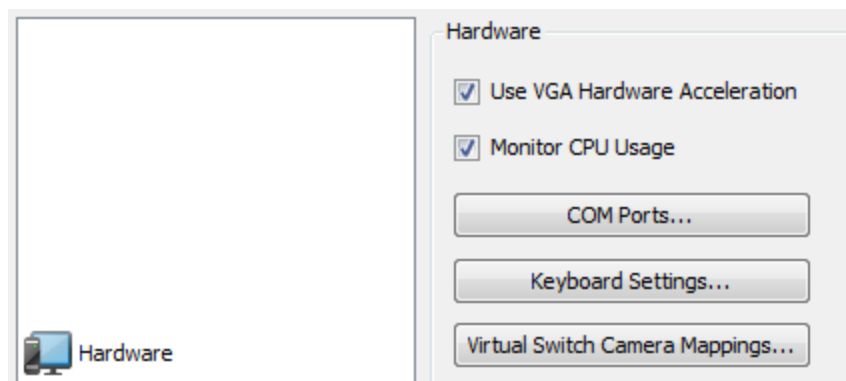 Hardware
Use VGA Hardware Acceleration
Monitor CPU Usage
COM Ports...
Keyboard Settings...
Virtual Switch Camera Mappings...
Hardware